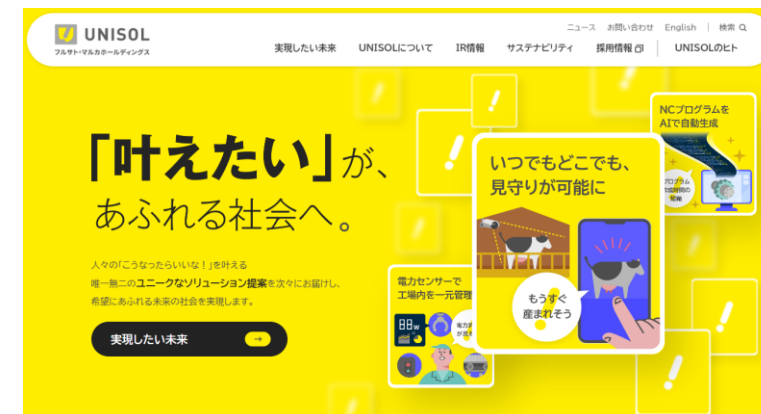 UNISOL
フルサト・マルカホールディングス
ニュース お問い合わせ English | 検索
実現したい未来 UNISOLについて IR情報 サステナビリティ 採用情報 UNISOLのヒト
「叶えたい」が、
あふれる社会へ。
人々の「こうなったらいいな！」を叶える
唯一無二のユニークなソリューション提案を次々にお届けし、
希望にあふれる未来の社会を実現します。
実現したい未来
電力センサーで
工場内を一元管理
88w
いつでもどこでも、
見守りが可能に
もうすぐ
産まれそう
NCプログラムを
AIで自動生成
プログラム